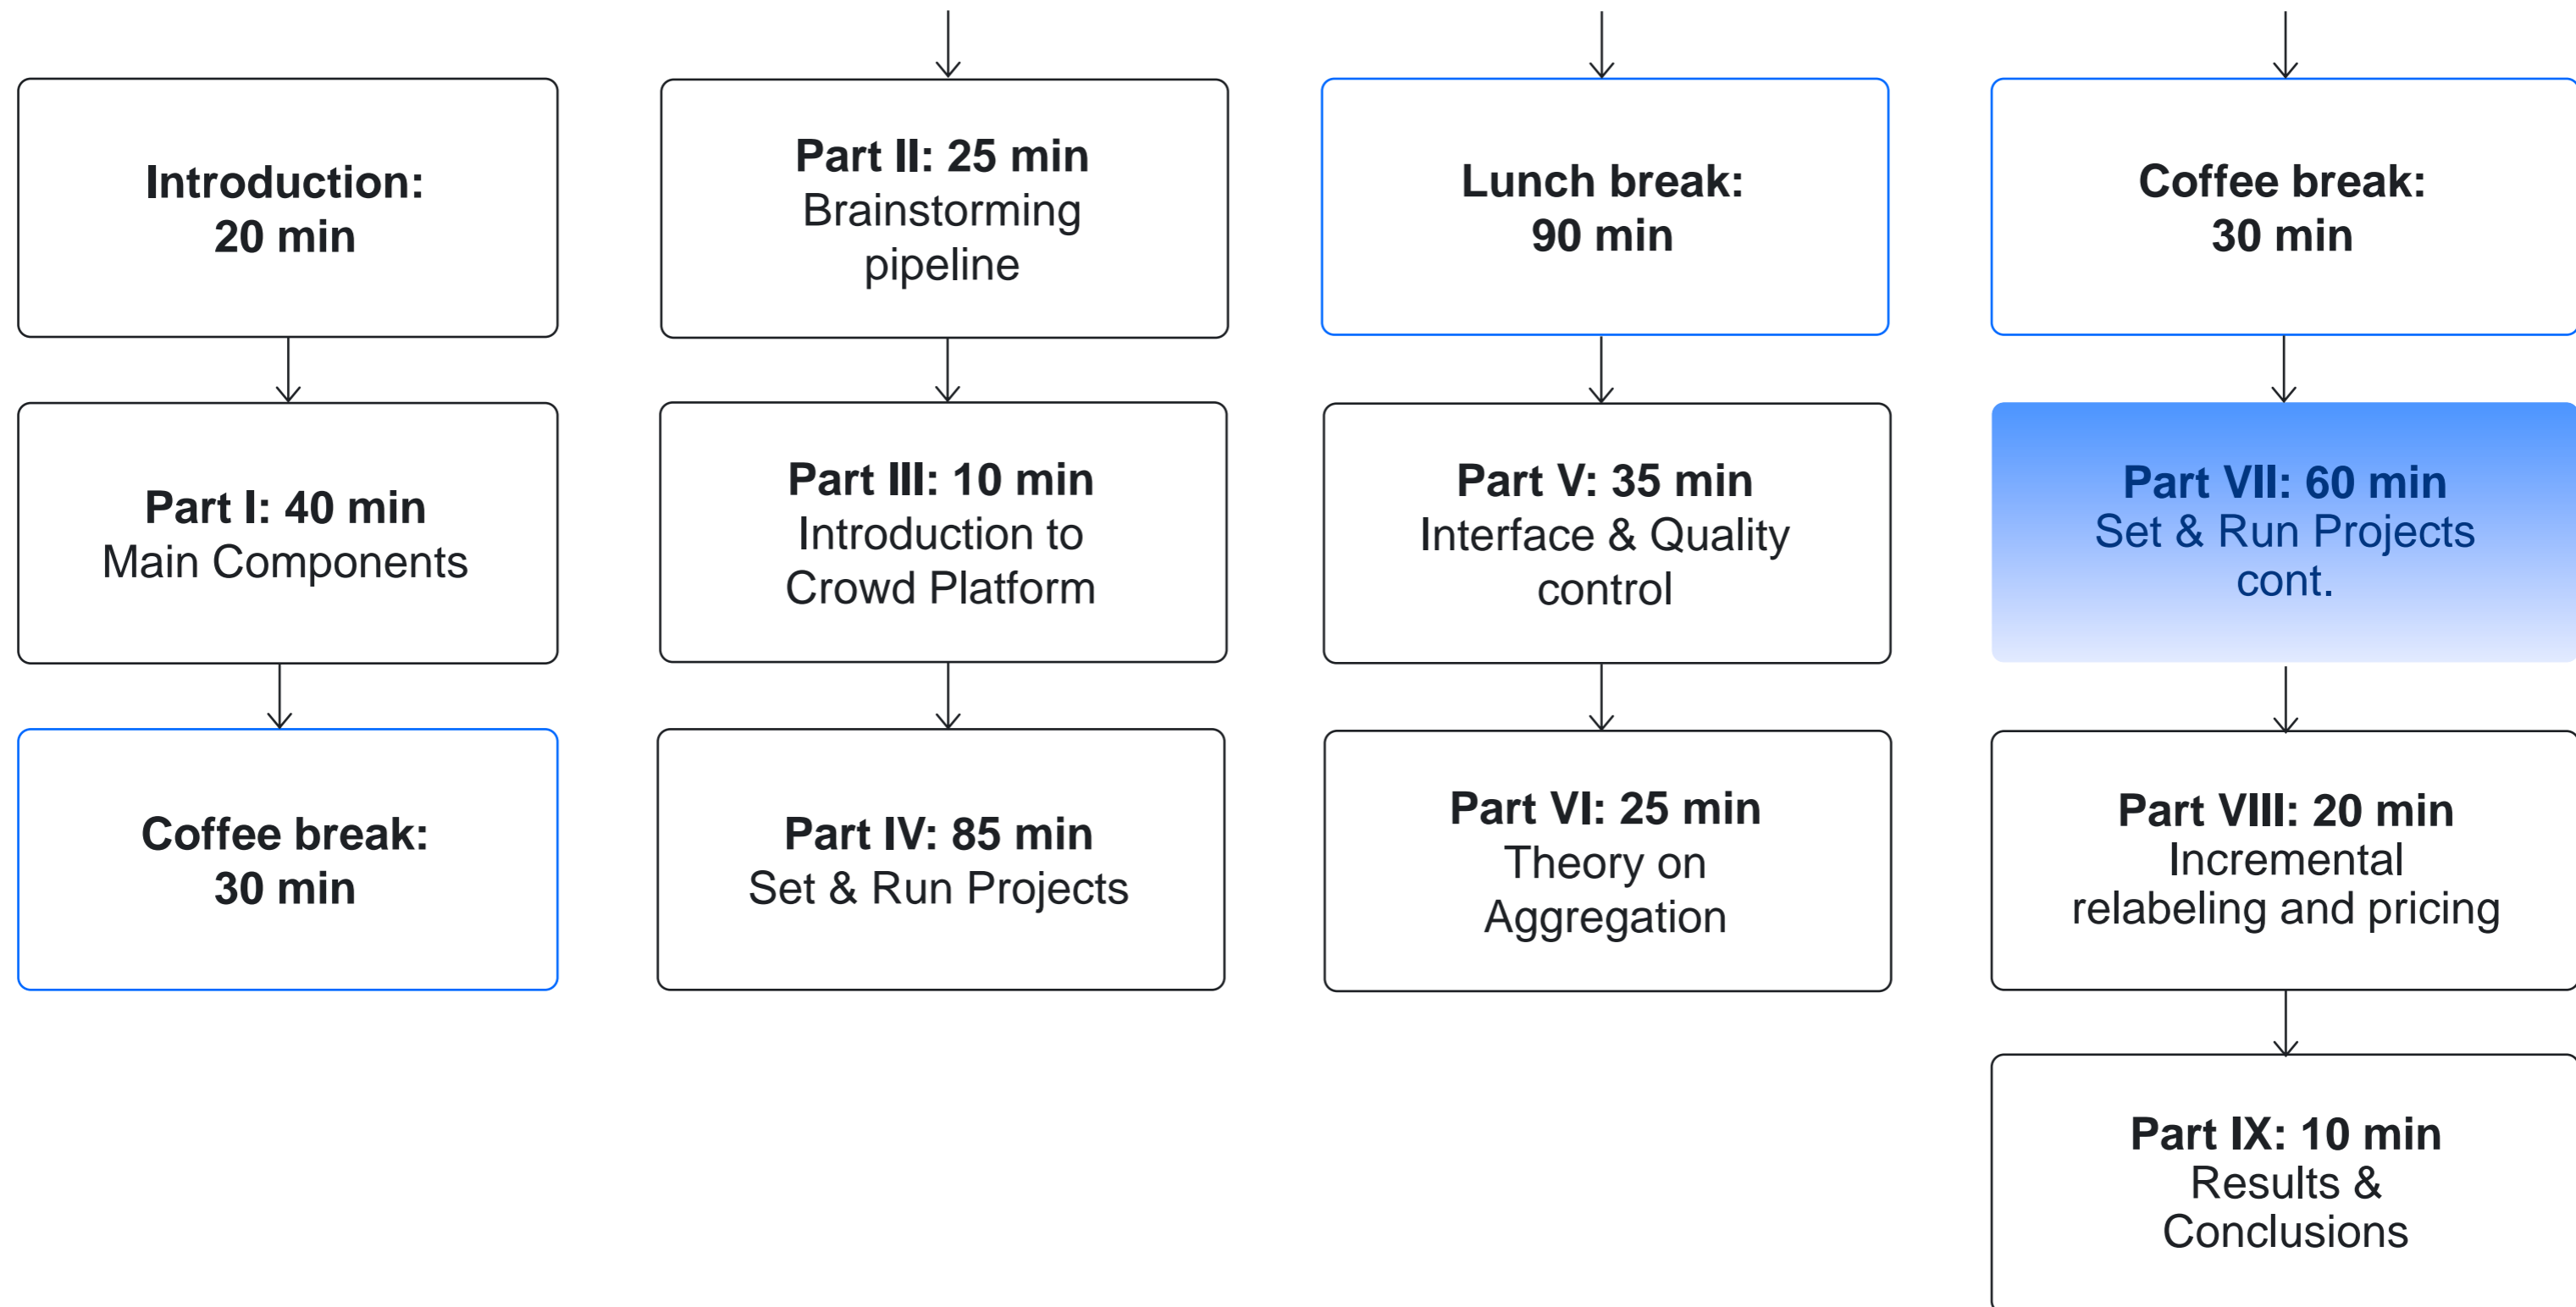 Introduction:
20 min
Part I: 40 min
Main Components
Coffee break:
30 min
Part II: 25 min
Brainstorming
pipeline
Part III: 10 min
Introduction to
Crowd Platform
Part IV: 85 min
Set & Run Projects
Lunch break:
90 min
Part V: 35 min
Interface & Quality
control
Part VI: 25 min
Theory on
Aggregation
Coffee break:
30 min
Part VII: 60 min
Set & Run Projects
cont.
Part VIII: 20 min
Incremental
relabeling and pricing
Part IX: 10 min
Results &
Conclusions